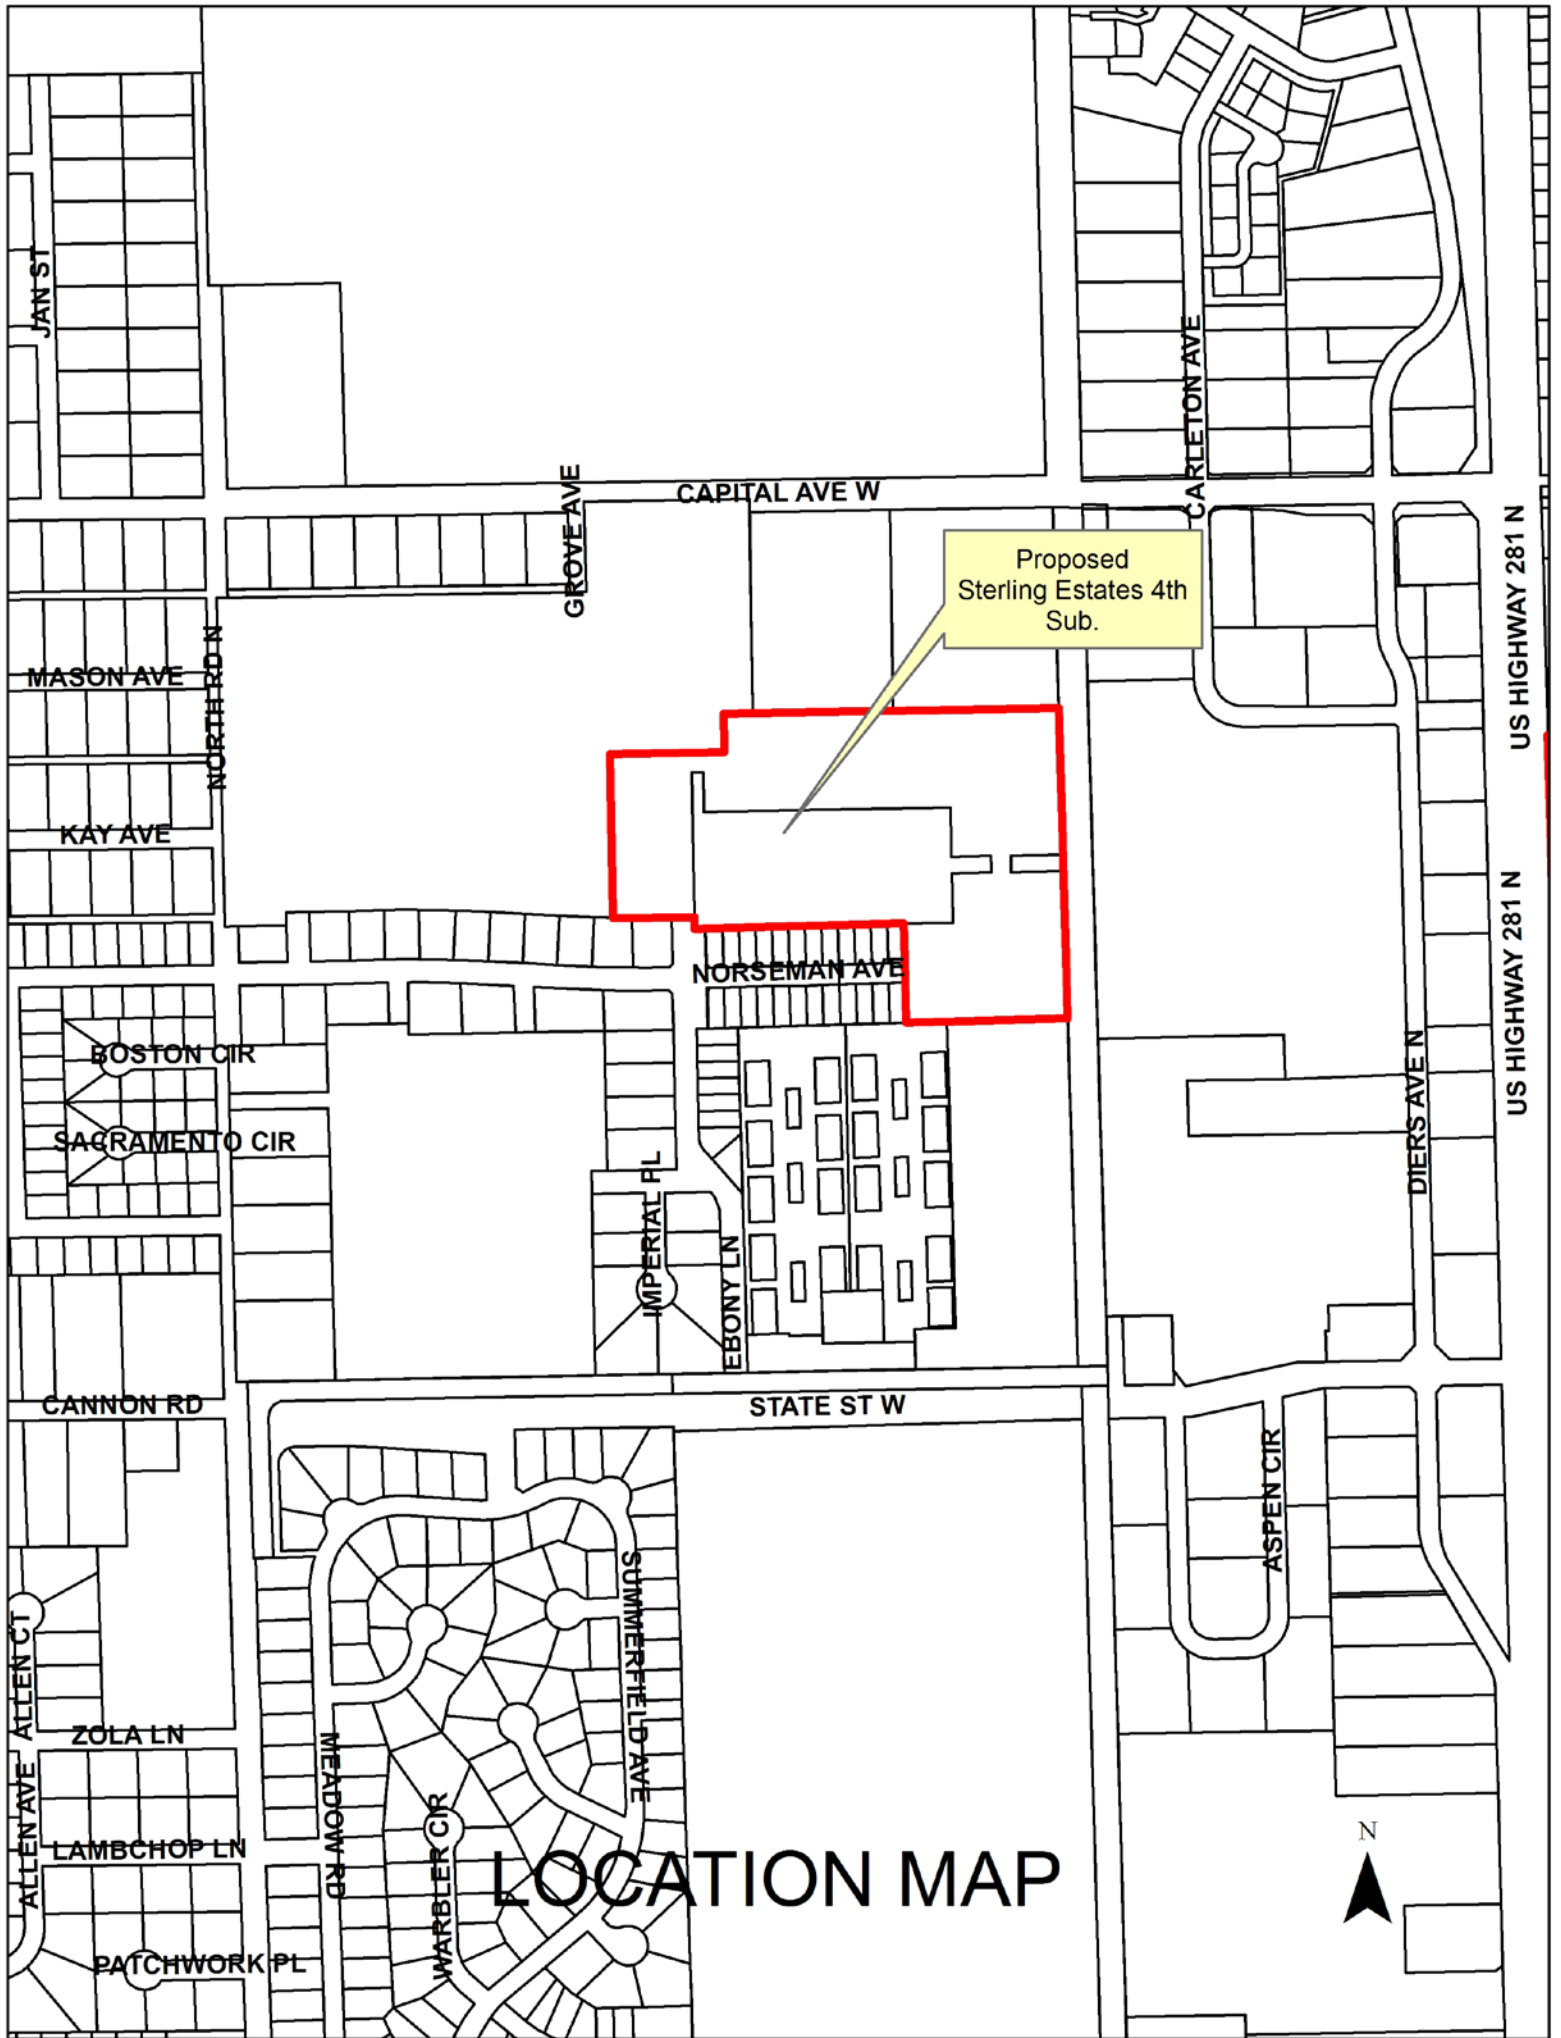 JAN ST
CARLETON AVE
CAPITAL AVE W
GROVE AVE
US HIGHWAY 281 N
Proposed
Sterling Estates 4th
Sub.
MASON AVE
NORTH RD N
KAY AVE
US HIGHWAY 281 N
NORSEMAN AVE
BOSTON CIR
DIERS AVE N
SACRAMENTO CIR
IMPERIAL PL
EBONY LN
CANNON RD
STATE ST W
ASPEN CIR
SUMMERFIELD AVE
ALLEN CT
ZOLA LN
MEADOW RD
ALLEN AVE
WARBLER CIR
LAMBCHOP LN
LOCATION MAP
N
PATCHWORK PL